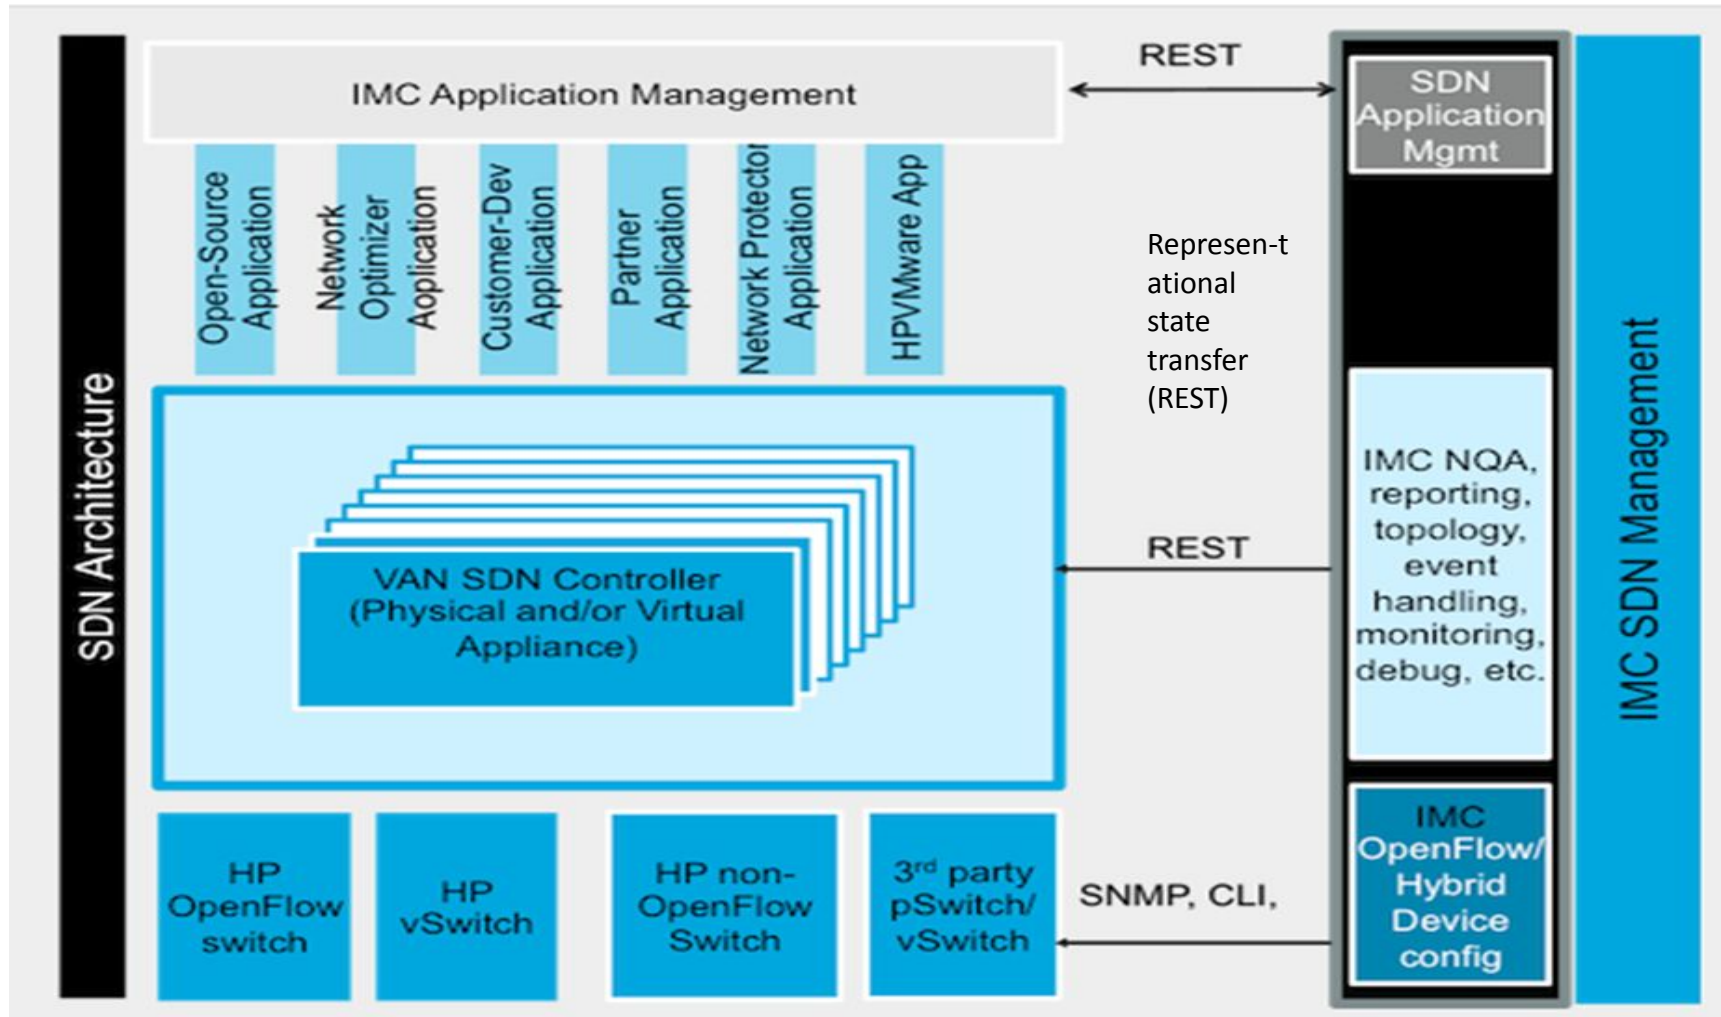 SDN Architecture
IMC Application Management
Open-Source
Application
Network
Optimizer
Aoplication
Customer-Dev
Application
Partner
Application
Network Protector
Application
HPVMware App
VAN SDN Controller
(Physical and/or Virtual
Appliance)
HP
OpenFlow
switch
HP
vSwitch
HP non-
OpenFlow
Switch
3rd party
pSwitch/
vSwitch
REST
Represen-t
ational
state
transfer
(REST)
REST
SNMP, CLI,
SDN
Application
Mgmt
IMC NQA,
reporting,
topology,
event
handling,
monitoring,
debug, etc.
IMC
OpenFlow/
Hybrid
Device
config
IMC SDN Management